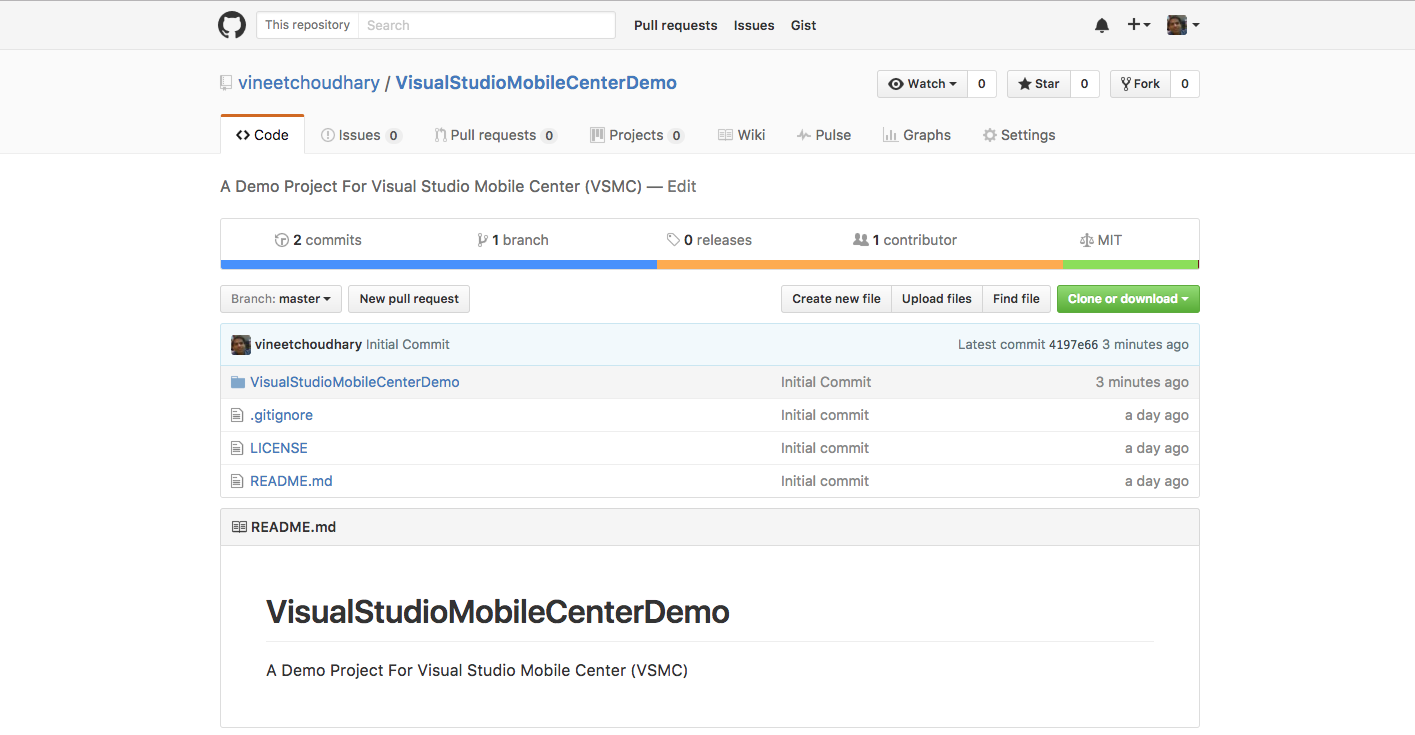 This repository Search Pull requests Issues Gist
vineetchoudhary / VisualStudioMobileCenterDemo Watch 0 Star 0 Fork 0
Code Issues 0 Pull requests 0 Projects 0 Wiki Pulse Graphs Settings
A Demo Project For Visual Studio Mobile Center (VSMC) — Edit
2 commits 1 branch 0 releases 1 contributor MIT
Branch: master New pull request Create new file Upload files Find file Clone or download
vineetchoudhary Initial Commit Latest commit 4197e66 3 minutes ago
VisualStudioMobileCenterDemo Initial Commit 3 minutes ago
.gitignore Initial commit a day ago
LICENSE Initial commit a day ago
README.md Initial commit a day ago
README.md
VisualStudioMobileCenterDemo
A Demo Project For Visual Studio Mobile Center (VSMC)